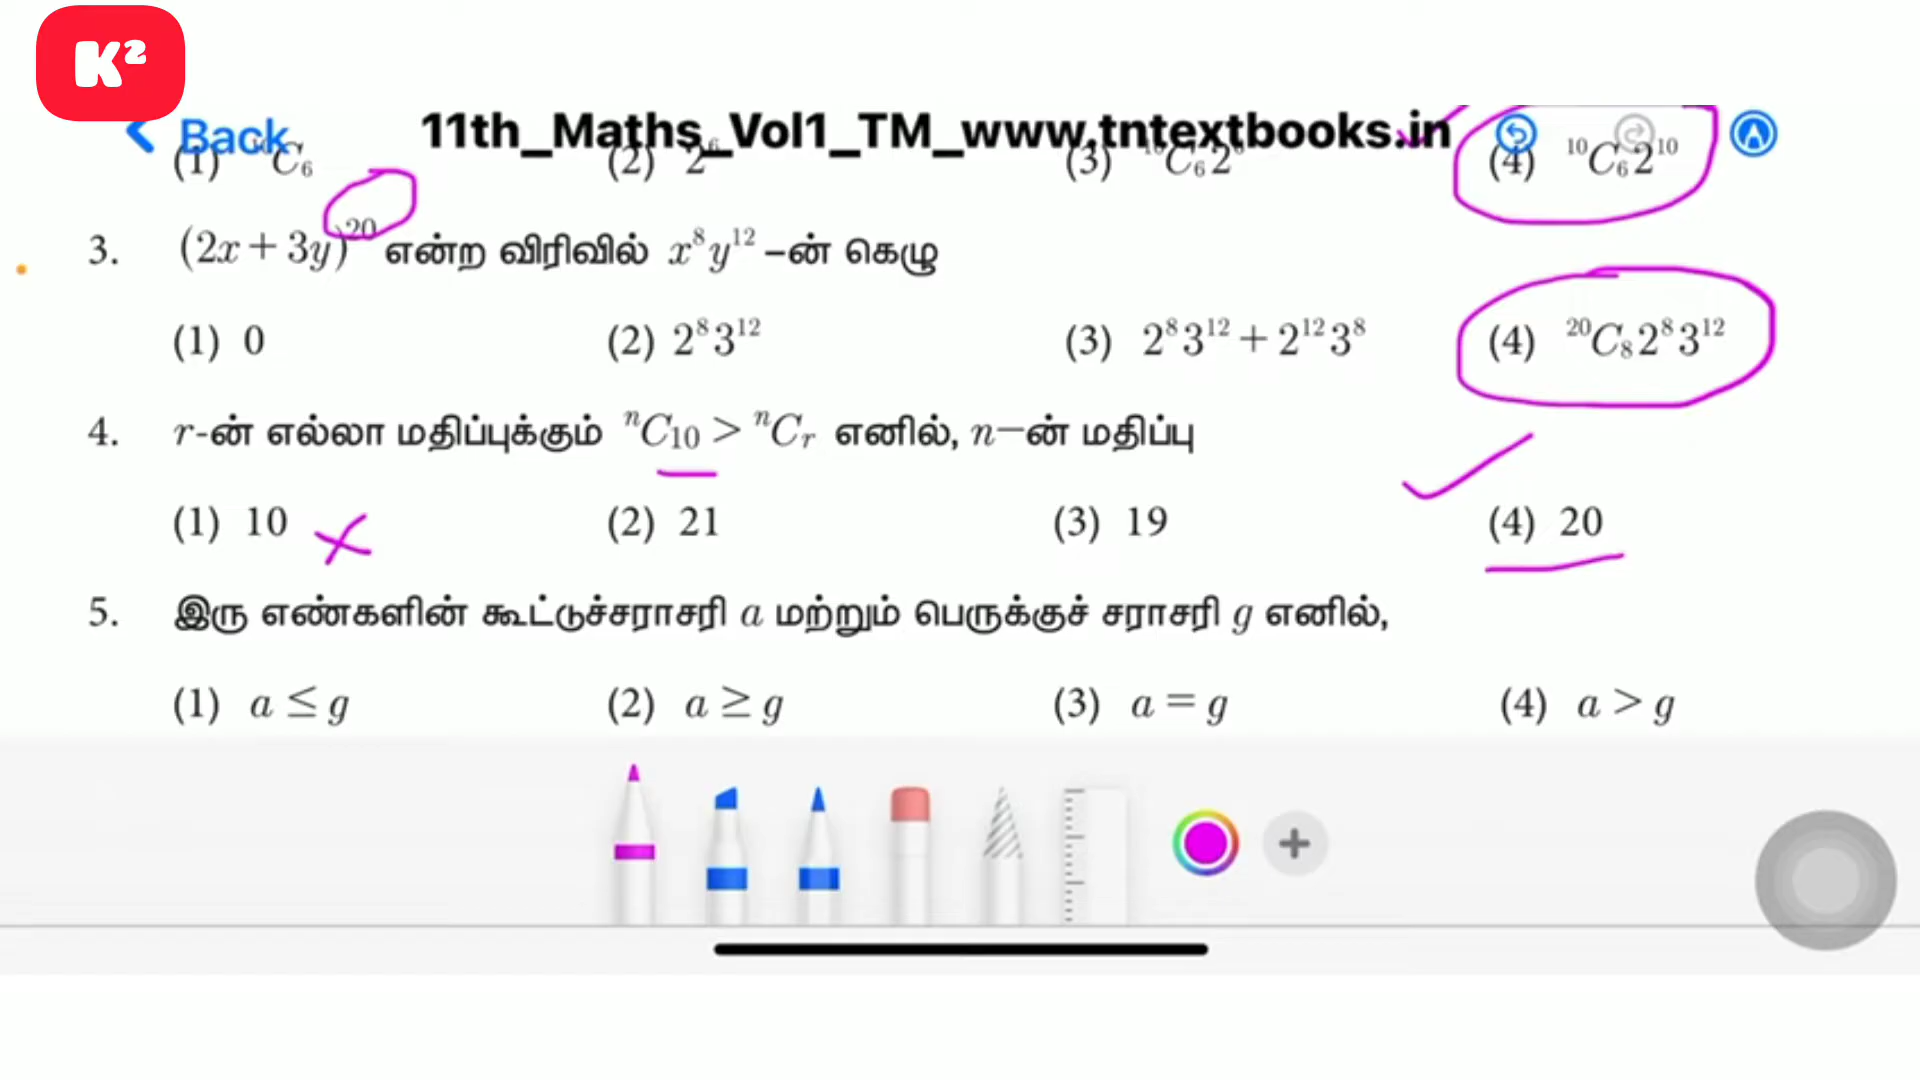 K²
Back 11th_Maths_Vol1_TM_www.tntextbooks.in
(1) C₆ (2) 2⁶ (3) C₆2 (4) ¹⁰C₆2¹⁰
3. (2x + 3y)²⁰ என்ற விரிவில் x⁸y¹² –ன் கெழு
(1) 0 (2) 2⁸3¹² (3) 2⁸3¹² + 2¹²3⁸ (4) ²⁰C₈2⁸3¹²
4. r-ன் எல்லா மதிப்புக்கும் ⁿC₁₀ > ⁿCᵣ எனில், n–ன் மதிப்பு
(1) 10 (2) 21 (3) 19 (4) 20
5. இரு எண்களின் கூட்டுச்சராசரி a மற்றும் பெருக்குச் சராசரி g எனில்,
(1) a ≤ g (2) a ≥ g (3) a = g (4) a > g